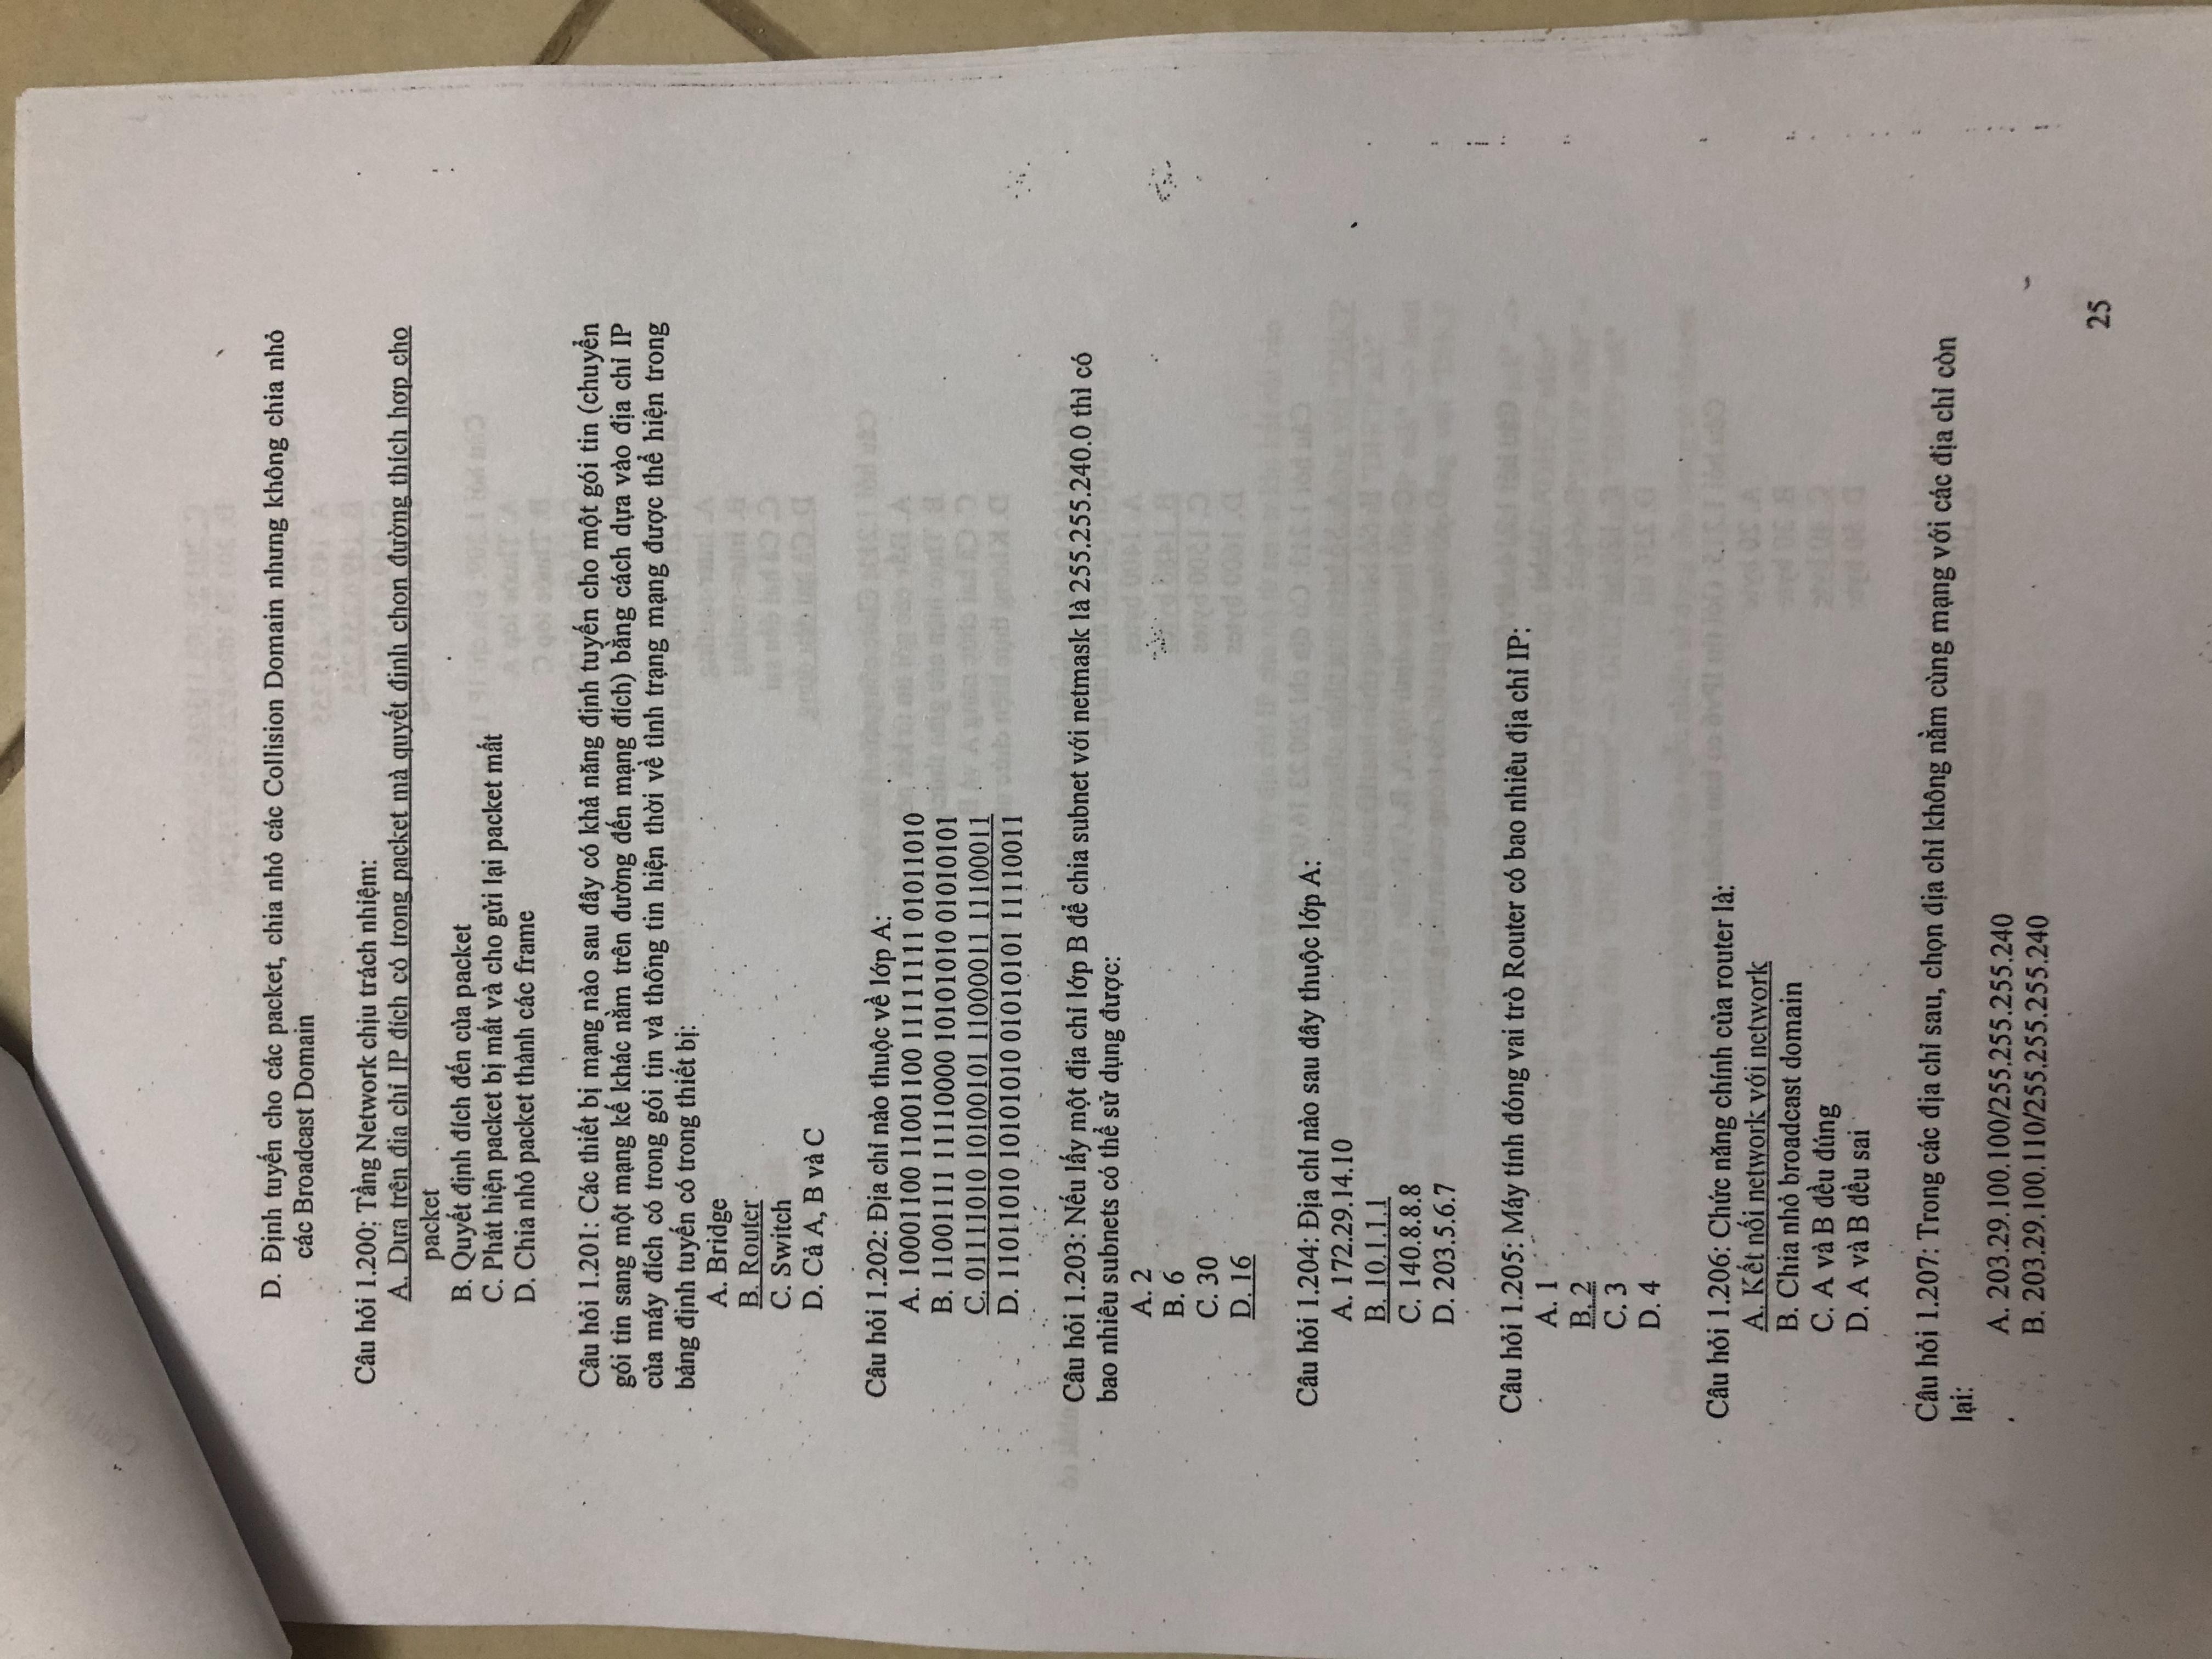 D. Định tuyến cho các packet, chia nhỏ các Collision Domain nhưng không chia nhỏ
các Broadcast Domain
Câu hỏi 1.200: Tầng Network chịu trách nhiệm:
A. Dựa trên địa chỉ IP đích có trong packet mà quyết định chọn đường thích hợp cho
packet
B. Quyết định đích đến của packet
C. Phát hiện packet bị mất và cho gửi lại packet mất
D. Chia nhỏ packet thành các frame
Câu hỏi 1.201: Các thiết bị mạng nào sau đây có khả năng định tuyến cho một gói tin (chuyển
gói tin sang một mạng kế khác nằm trên đường đến mạng đích) bằng cách dựa vào địa chỉ IP
của máy đích có trong gói tin và thông tin hiện thời về tình trạng mạng được thể hiện trong
bảng định tuyến có trong thiết bị:
A. Bridge
B. Router
C. Switch
D. Cả A, B và C
Câu hỏi 1.202: Địa chỉ nào thuộc về lớp A:
A. 10001100 11001100 11111111 01011010
B. 11001111 11110000 10101010 01010101
C. 01111010 10100101 11000011 11100011
D. 11011010 10101010 01010101 11110011
Câu hỏi 1.203: Nếu lấy một địa chỉ lớp B để chia subnet với netmask là 255.255.240.0 thì có
bao nhiêu subnets có thể sử dụng được:
A. 2
B. 6
C. 30
D. 16
Câu hỏi 1.204: Địa chỉ nào sau đây thuộc lớp A:
A. 172.29.14.10
B. 10.1.1.1
C. 140.8.8.8
D. 203.5.6.7
Câu hỏi 1.205: Máy tính đóng vai trò Router có bao nhiêu địa chỉ IP:
A. 1
B. 2
C. 3
D. 4
Câu hỏi 1.206: Chức năng chính của router là:
A. Kết nối network với network
B. Chia nhỏ broadcast domain
C. A và B đều đúng
D. A và B đều sai
Câu hỏi 1.207: Trong các địa chỉ sau, chọn địa chỉ không nằm cùng mạng với các địa chỉ còn
lại:
A. 203.29.100.100/255.255.255.240
B. 203.29.100.110/255.255.255.240
25